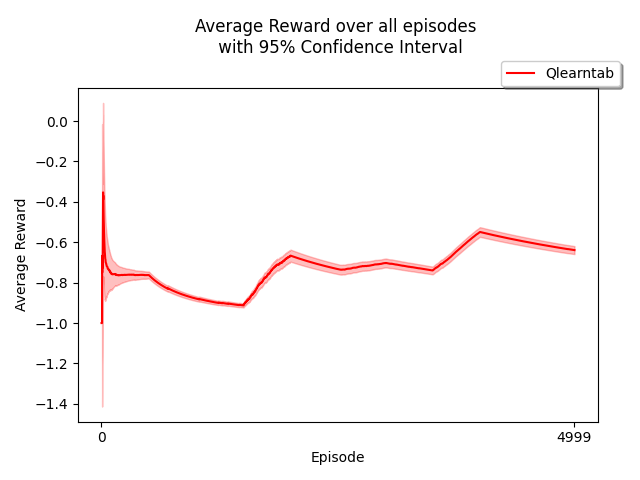 Average Reward over all episodes
with 95% Confidence Interval
Qlearntab
Average Reward
0.0
−0.2
−0.4
−0.6
−0.8
−1.0
−1.2
−1.4
0
4999
Episode